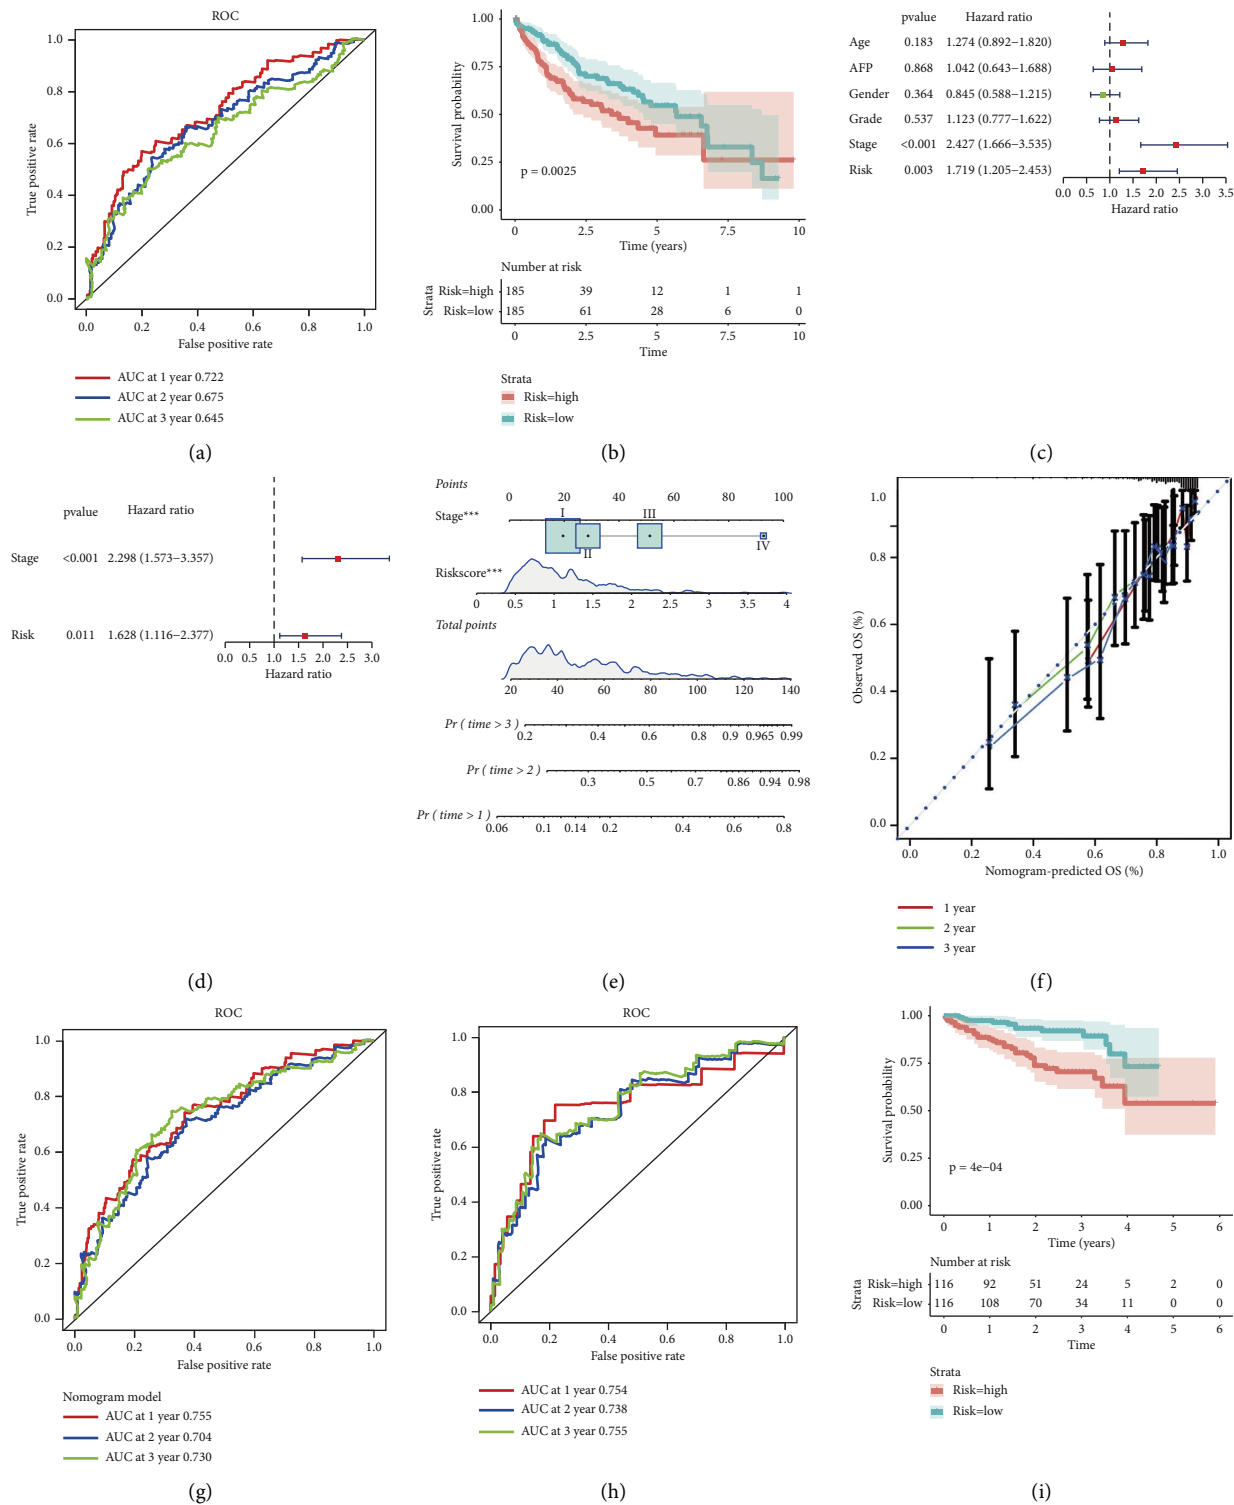 ROC
1.0
0.8
0.6
0.4
0.2
0.0
True positive rate
0.0 0.2 0.4 0.6 0.8 1.0
False positive rate
AUC at 1 year 0.722
AUC at 2 year 0.675
AUC at 3 year 0.645
(a)
1.00
0.75
0.50
0.25
0.00
Survival probability
p = 0.0025
0 2.5 5 7.5 10
Time (years)
Number at risk
Strata
Risk=high 185 39 12 1 1
Risk=low 185 61 28 6 0
0 2.5 5 7.5 10
Time
Strata
Risk=high
Risk=low
(b)
pvalue Hazard ratio
Age 0.183 1.274 (0.892−1.820)
AFP 0.868 1.042 (0.643−1.688)
Gender 0.364 0.845 (0.588−1.215)
Grade 0.537 1.123 (0.777−1.622)
Stage <0.001 2.427 (1.666−3.535)
Risk 0.003 1.719 (1.205−2.453)
0.0 0.5 1.0 1.5 2.0 2.5 3.0 3.5
Hazard ratio
(c)
pvalue Hazard ratio
Stage <0.001 2.298 (1.573−3.357)
Risk 0.011 1.628 (1.116−2.377)
0.0 0.5 1.0 1.5 2.0 2.5 3.0
Hazard ratio
(d)
Points
0 20 40 60 80 100
Stage***
I III
II IV
Riskscore***
0 0.5 1 1.5 2 2.5 3 3.5 4
Total points
20 40 60 80 100 120 140
Pr ( time > 3 )
0.2 0.4 0.6 0.8 0.9 0.965 0.99
Pr ( time > 2 )
0.3 0.5 0.7 0.86 0.94 0.98
Pr ( time > 1 )
0.06 0.1 0.14 0.2 0.4 0.6 0.8
(e)
1.0
0.8
0.6
0.4
0.2
0.0
Observed OS (%)
0.0 0.2 0.4 0.6 0.8 1.0
Nomogram-predicted OS (%)
1 year
2 year
3 year
(f)
ROC
1.0
0.8
0.6
0.4
0.2
0.0
True positive rate
0.0 0.2 0.4 0.6 0.8 1.0
False positive rate
Nomogram model
AUC at 1 year 0.755
AUC at 2 year 0.704
AUC at 3 year 0.730
(g)
ROC
1.0
0.8
0.6
0.4
0.2
0.0
True positive rate
0.0 0.2 0.4 0.6 0.8 1.0
False positive rate
AUC at 1 year 0.754
AUC at 2 year 0.738
AUC at 3 year 0.755
(h)
1.00
0.75
0.50
0.25
0.00
Survival probability
p = 4e−04
0 1 2 3 4 5 6
Time (years)
Number at risk
Strata
Risk=high 116 92 51 24 5 2 0
Risk=low 116 108 70 34 11 0 0
0 1 2 3 4 5 6
Time
Strata
Risk=high
Risk=low
(i)